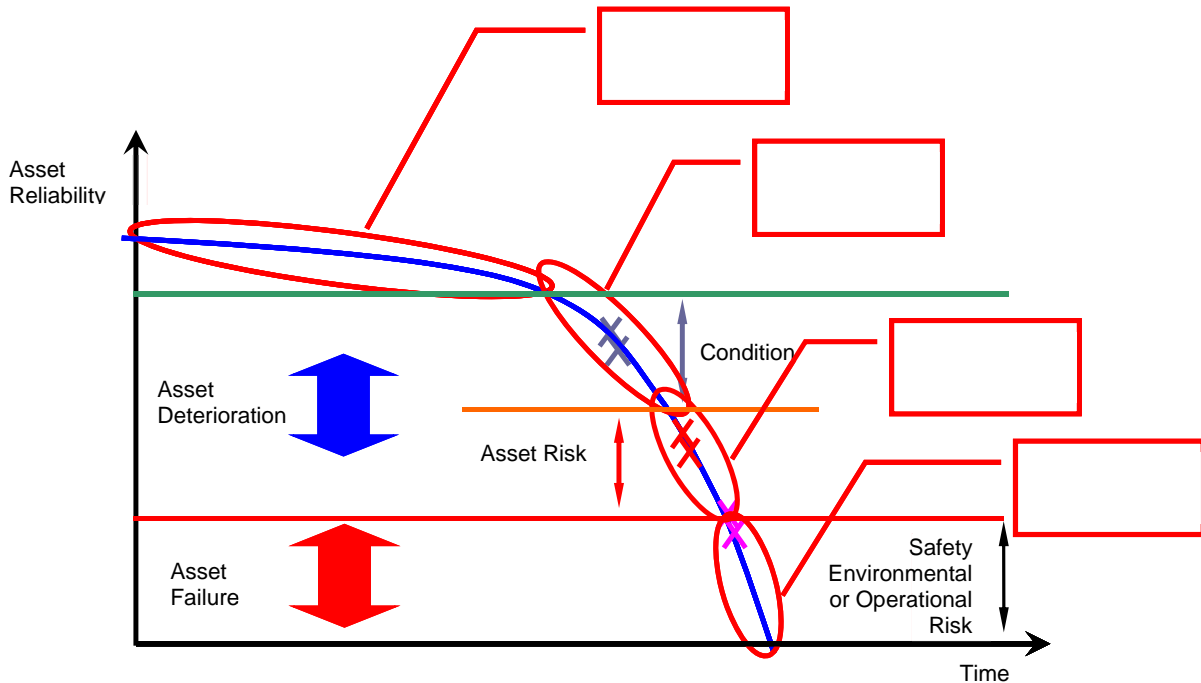 Asset
Reliability
Condition
Asset
Deterioration
Asset Risk
Asset
Failure
Safety
Environmental
or Operational
Risk
Time